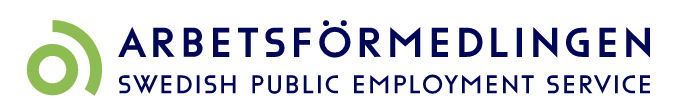 ARBETSFÖRMEDLINGEN
SWEDISH PUBLIC EMPLOYMENT SERVICE